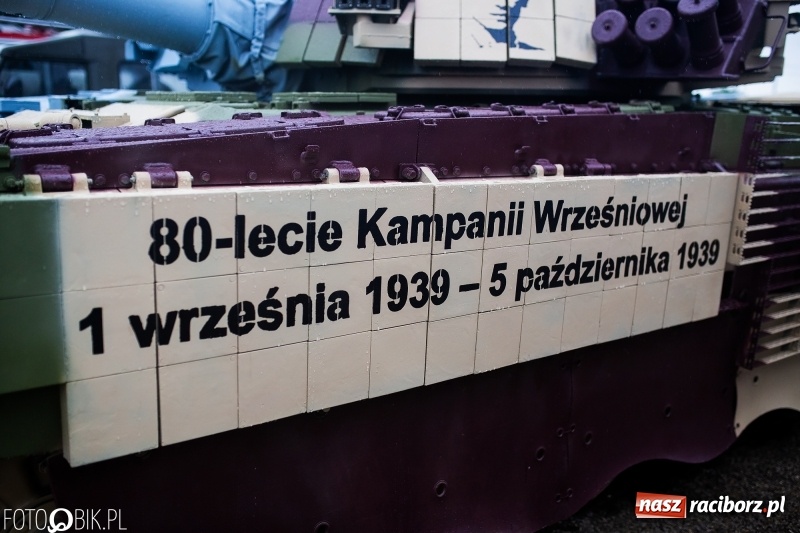 80-lecie Kampanii Wrześniowej
1 września 1939 – 5 października 1939
FOTOBIK.PL
nasz raciborz.pl